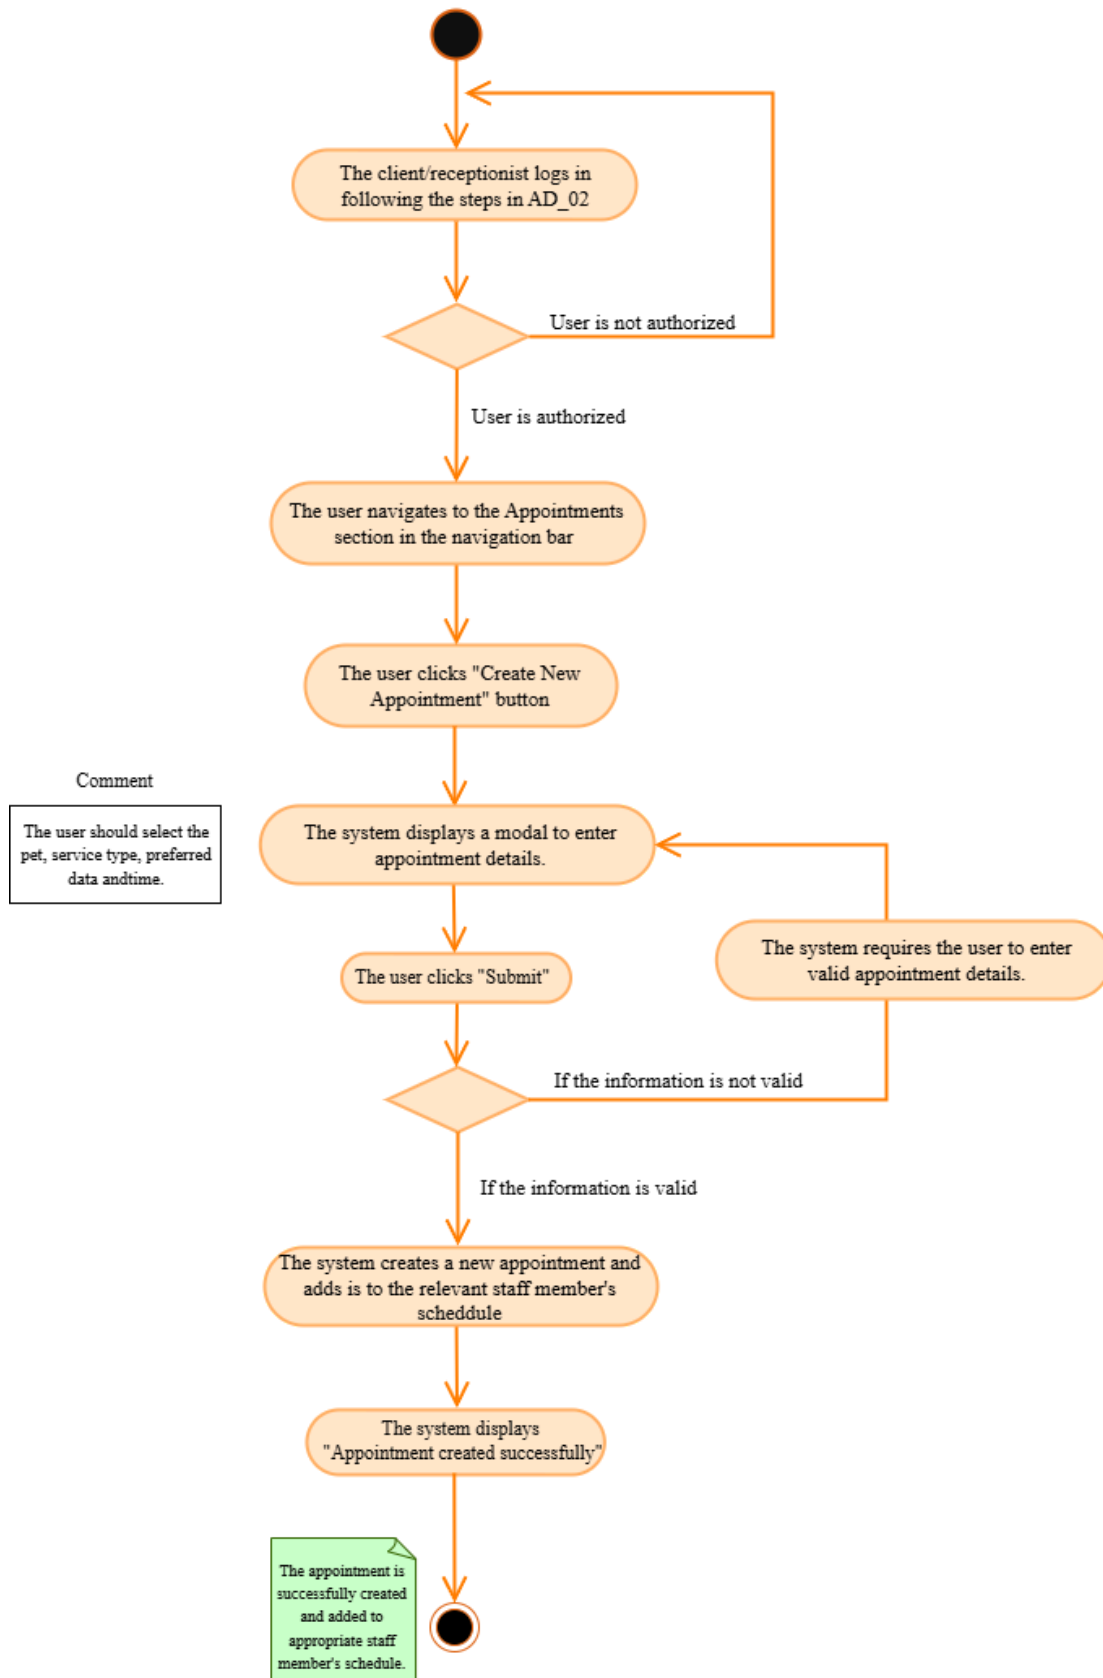 The client/receptionist logs in
following the steps in AD_02
User is not authorized
User is authorized
The user navigates to the Appointments
section in the navigation bar
The user clicks "Create New
Appointment" button
Comment
The user should select the
pet, service type, preferred
data andtime.
The system displays a modal to enter
appointment details.
The system requires the user to enter
valid appointment details.
The user clicks "Submit"
If the information is not valid
If the information is valid
The system creates a new appointment and
adds is to the relevant staff member's
scheddule
The system displays
"Appointment created successfully"
The appointment is
successfully created
and added to
appropriate staff
member's schedule.